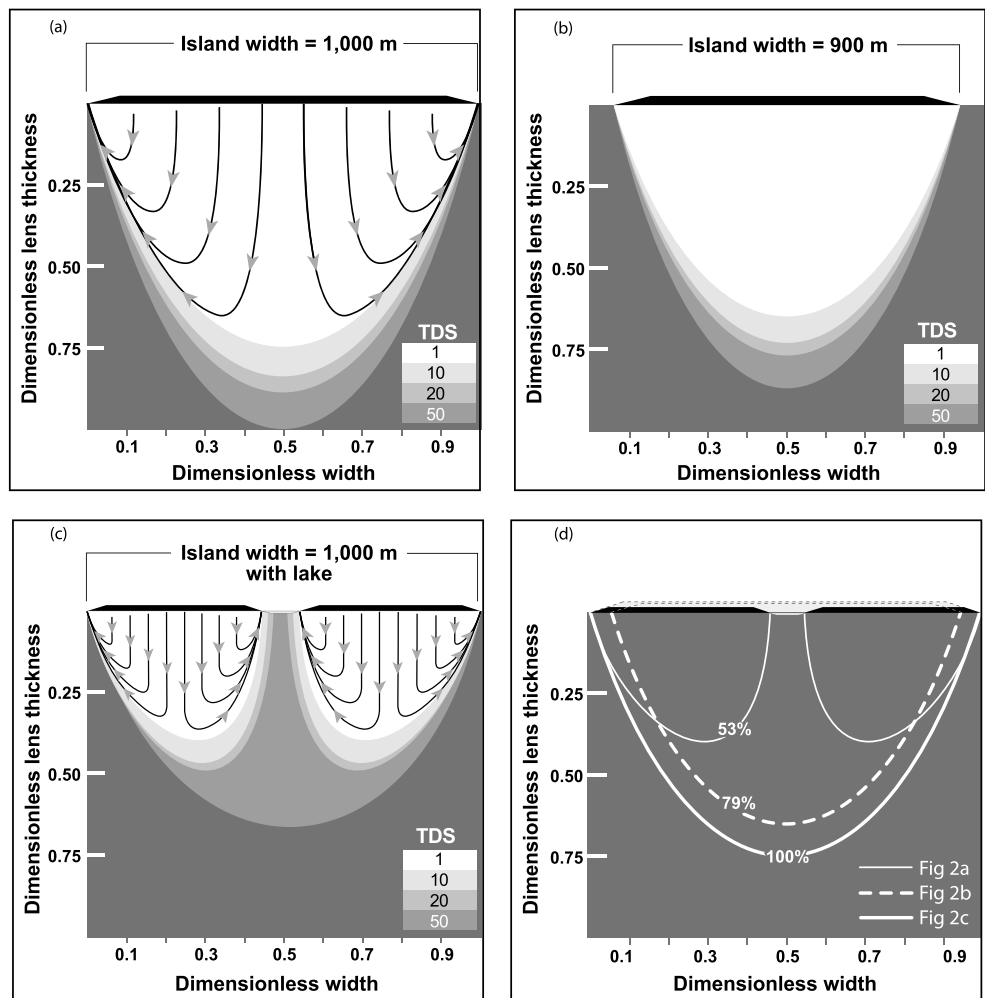 (a)
Island width = 1,000 m
Dimensionless lens thickness
0.25
0.50
0.75
TDS
1
10
20
50
0.1 0.3 0.5 0.7 0.9
Dimensionless width
(b)
Island width = 900 m
Dimensionless lens thickness
0.25
0.50
0.75
TDS
1
10
20
50
0.1 0.3 0.5 0.7 0.9
Dimensionless width
(c)
Island width = 1,000 m
with lake
Dimensionless lens thickness
0.25
0.50
0.75
TDS
1
10
20
50
0.1 0.3 0.5 0.7 0.9
Dimensionless width
(d)
Dimensionless lens thickness
0.25
0.50
0.75
53%
79%
100%
Fig 2a
Fig 2b
Fig 2c
0.1 0.3 0.5 0.7 0.9
Dimensionless width